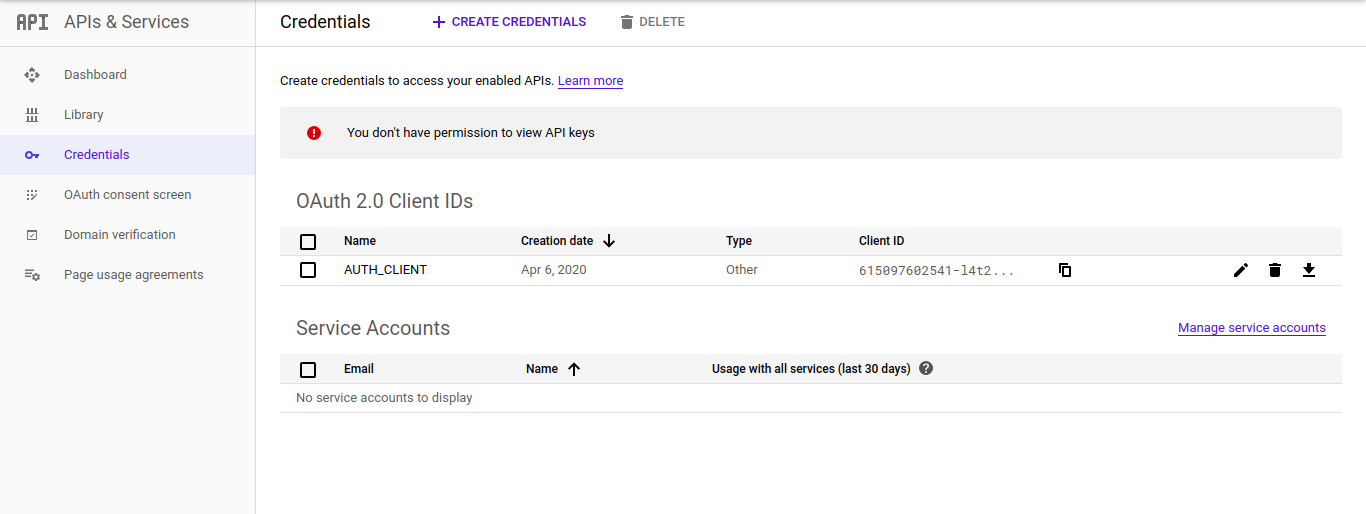 API APIs & Services
Credentials
CREATE CREDENTIALS
DELETE
Dashboard
Library
Credentials
OAuth consent screen
Domain verification
Page usage agreements
Create credentials to access your enabled APIs. Learn more
You don't have permission to view API keys
OAuth 2.0 Client IDs
Name Creation date Type Client ID
AUTH_CLIENT Apr 6, 2020 Other 615097602541-l4t2...
Service Accounts Manage service accounts
Email Name Usage with all services (last 30 days)
No service accounts to display